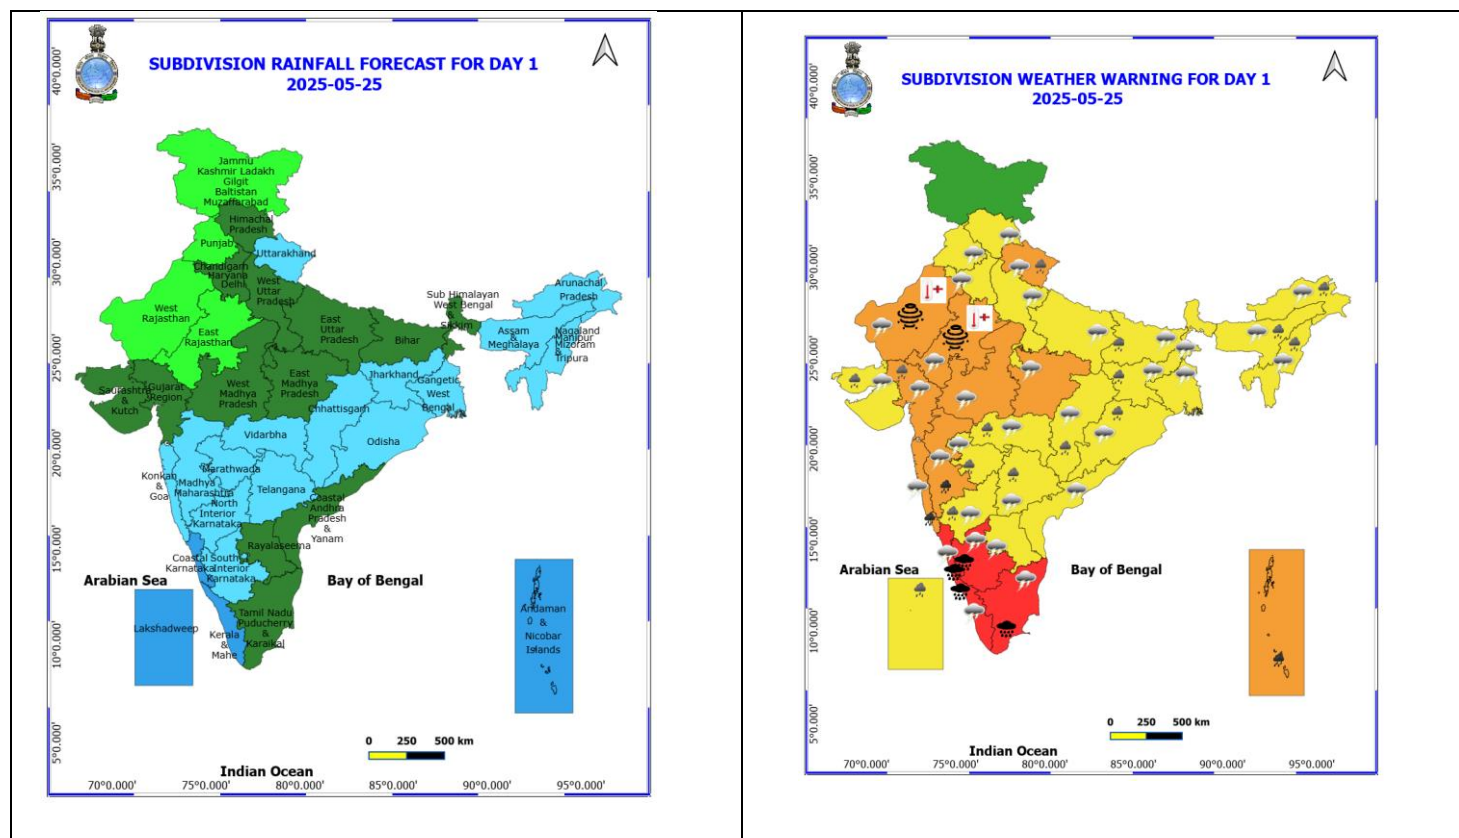 SUBDIVISION RAINFALL FORECAST FOR DAY 1
2025-05-25
40°0.000'
35°0.000'
30°0.000'
25°0.000'
20°0.000'
15°0.000'
10°0.000'
5°0.000'
Jammu
Kashmir Ladakh
Gilgit
Baltistan
Muzaffarabad
Himachal
Pradesh
Punjab
Uttarakhand
Chandigarh
Haryana
Delhi
West
Uttar
Pradesh
Arunachal
Pradesh
Sub Himalayan
West Bengal
&
Sikkim
West
Rajasthan
East
Rajasthan
East
Uttar
Pradesh
Bihar
Assam
&
Meghalaya
Nagaland
Manipur
Mizoram
&
Tripura
Saurashtra
&
Kutch
Gujarat
Region
West
Madhya
Pradesh
East
Madhya
Pradesh
Jharkhand
Gangetic
West
Bengal
Chhattisgarh
Vidarbha
Odisha
Konkan
&
Goa
Madhya
Maharashtra
Marathwada
Telangana
North
Interior
Karnataka
Coastal
Andhra
Pradesh
&
Yanam
Rayalaseema
Coastal
Karnataka
South
Interior
Karnataka
Arabian Sea
Bay of Bengal
Lakshadweep
Kerala
&
Mahe
Tamil Nadu
Puducherry
&
Karaikal
Andaman
&
Nicobar
Islands
0 250 500 km
Indian Ocean
70°0.000' 75°0.000' 80°0.000' 85°0.000' 90°0.000' 95°0.000'
SUBDIVISION WEATHER WARNING FOR DAY 1
2025-05-25
40°0.000'
35°0.000'
30°0.000'
25°0.000'
20°0.000'
15°0.000'
10°0.000'
5°0.000'
Arabian Sea
Bay of Bengal
0 250 500 km
Indian Ocean
70°0.000' 75°0.000' 80°0.000' 85°0.000' 90°0.000' 95°0.000'